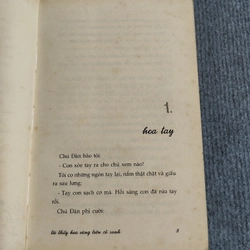 1.
hoa tay
Chú Đàn bảo tôi:
- Con xòe tay ra cho chú xem nào!
Tôi co những ngón tay lại, nắm thật chặt và giấu
ra sau lưng:
- Tay con sạch cơ mà. Hồi sáng con đã rửa tay
rồi.
Chú Đàn phì cười:
tôi thấy hoa vàng trên cỏ xanh